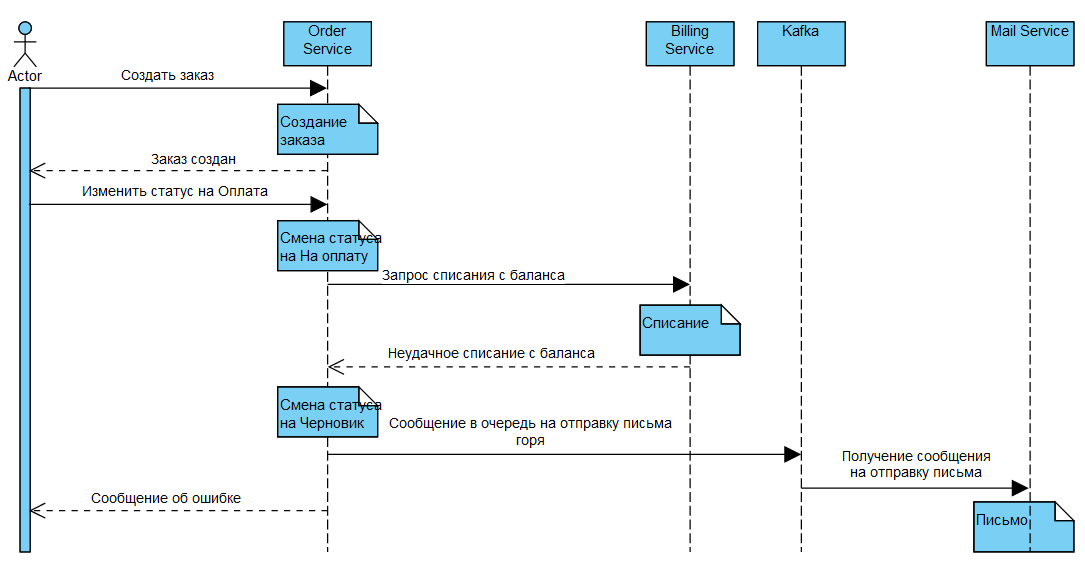 Actor
Order
Service
Billing
Service
Kafka
Mail Service
Создать заказ
Создание
заказа
Заказ создан
Изменить статус на Оплата
Смена статуса
на На оплату
Запрос списания с баланса
Списание
Неудачное списание с баланса
Смена статуса
на Черновик
Сообщение в очередь на отправку письма
горя
Получение сообщения
на отправку письма
Сообщение об ошибке
Письмо